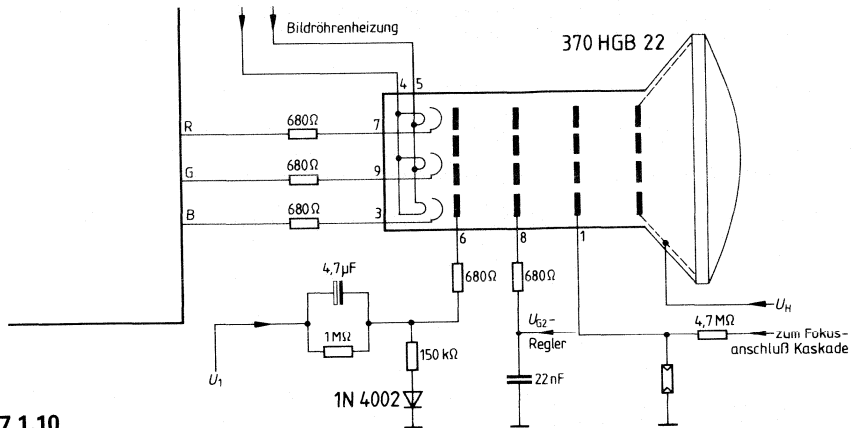 Bildröhrenheizung
370 HGB 22
4 5
R 680Ω 7
G 680Ω 9
B 680Ω 3
6 8 1
4,7µF
680Ω 680Ω
U_H
1MΩ
U_G2-
Regler
4,7MΩ
zum Fokus-
anschluß Kaskade
150 kΩ
U_1
22nF
1N 4002
7.1.10